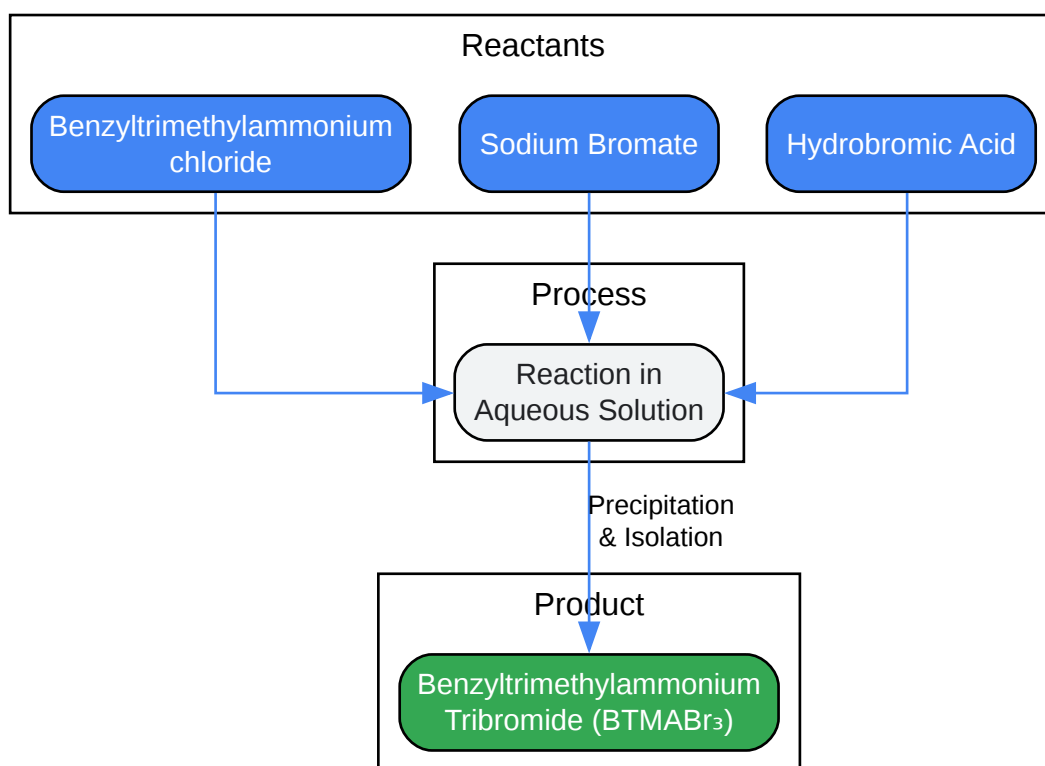 Reactants
Benzyltrimethylammonium
chloride
Sodium Bromate
Hydrobromic Acid
Process
Reaction in
Aqueous Solution
Precipitation
& Isolation
Product
Benzyltrimethylammonium
Tribromide (BTMABr₃)